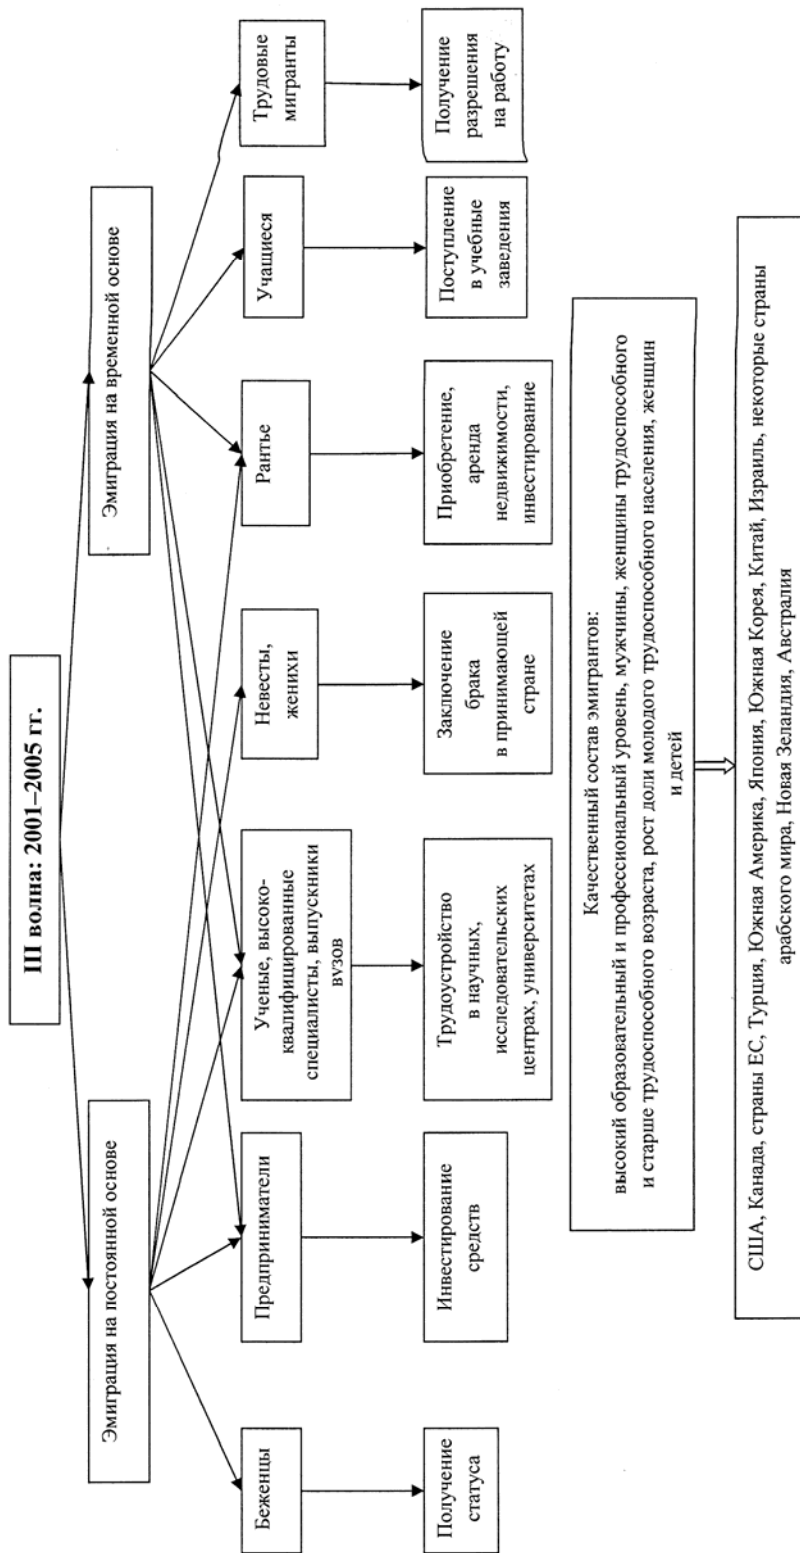 III волна: 2001–2005 гг.
Эмиграция на постоянной основе
Эмиграция на временной основе
Беженцы
Предприниматели
Ученые, высоко-
квалифицированные
специалисты, выпускники
вузов
Невесты,
женихи
Рантье
Учащиеся
Трудовые
мигранты
Получение
статуса
Инвестирование
средств
Трудоустройство
в научных,
исследовательских
центрах, университетах
Заключение
брака
в принимающей
стране
Приобретение,
аренда
недвижимости,
инвестирование
Поступление
в учебные
заведения
Получение
разрешения
на работу
Качественный состав эмигрантов:
высокий образовательный и профессиональный уровень, мужчины, женщины трудоспособного
и старше трудоспособного возраста, рост доли молодого трудоспособного населения, женщин
и детей
США, Канада, страны ЕС, Турция, Южная Америка, Япония, Южная Корея, Китай, Израиль, некоторые страны
арабского мира, Новая Зеландия, Австралия